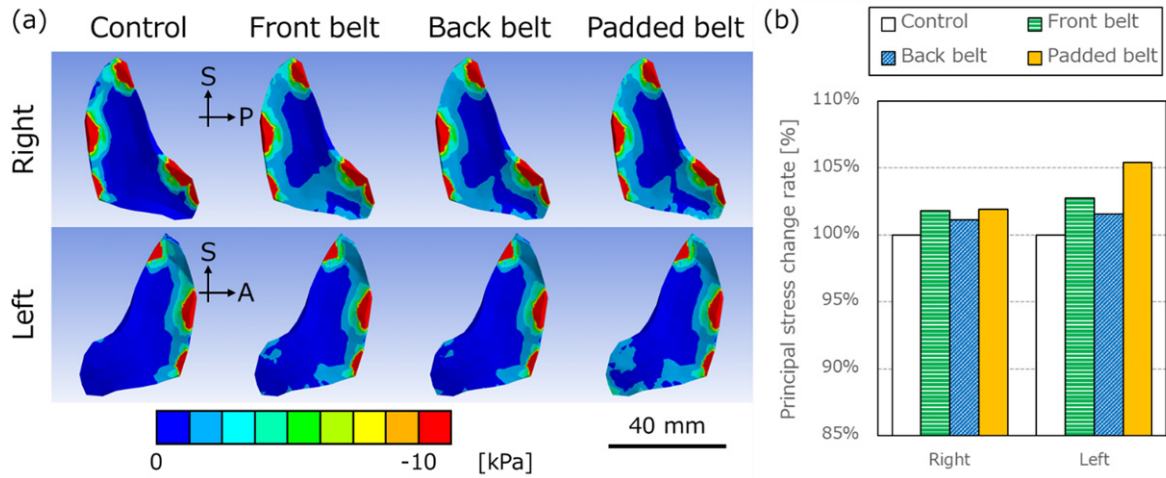 (a)
Control Front belt Back belt Padded belt
Right
S
P
Left
S
A
0 -10 [kPa]
40 mm
(b)
Control Front belt
Back belt Padded belt
Principal stress change rate [%]
110%
105%
100%
95%
90%
85%
Right Left